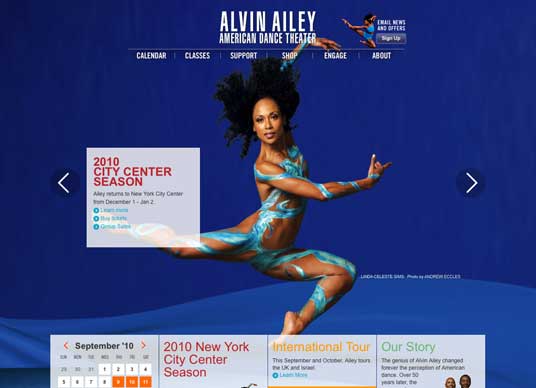 ALVIN AILEY
AMERICAN DANCE THEATER
EMAIL NEWS
AND OFFERS
Sign Up
CALENDAR CLASSES SUPPORT SHOP ENGAGE ABOUT
2010
CITY CENTER
SEASON
Ailey returns to New York City Center
from December 1 - Jan 2.
Learn more
Buy tickets
Group Sales
LINDA CELESTE SIMS. Photo by ANDREW ECCLES
September '10
SUN MON TUE WED THU FRI SAT
29 30 31 1 2 3 4
5 6 7 8 9 10 11
2010 New York
City Center
Season
International Tour
This September and October, Ailey tours
the UK and Israel.
Learn More
Our Story
The genius of Alvin Ailey changed
forever the perception of American
dance. Over 50
years later, the